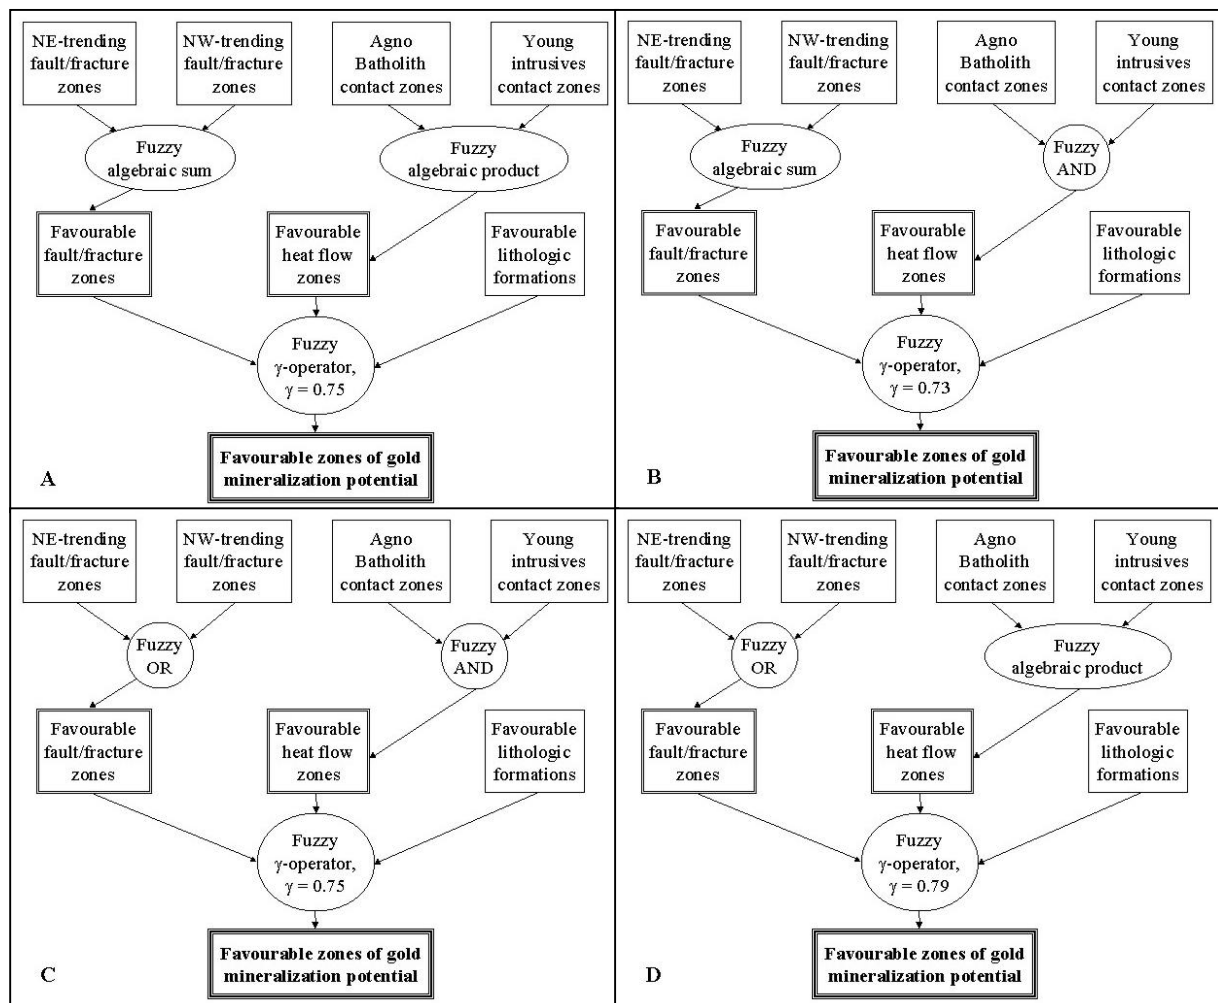 NE-trending
fault/fracture
zones
NW-trending
fault/fracture
zones
Agno
Batholith
contact zones
Young
intrusives
contact zones
Fuzzy
algebraic sum
Fuzzy
algebraic product
Favourable
fault/fracture
zones
Favourable
heat flow
zones
Favourable
lithologic
formations
Fuzzy
γ-operator,
γ = 0.75
Favourable zones of gold
mineralization potential
A
NE-trending
fault/fracture
zones
NW-trending
fault/fracture
zones
Agno
Batholith
contact zones
Young
intrusives
contact zones
Fuzzy
algebraic sum
Fuzzy
AND
Favourable
fault/fracture
zones
Favourable
heat flow
zones
Favourable
lithologic
formations
Fuzzy
γ-operator,
γ = 0.73
Favourable zones of gold
mineralization potential
B
NE-trending
fault/fracture
zones
NW-trending
fault/fracture
zones
Agno
Batholith
contact zones
Young
intrusives
contact zones
Fuzzy
OR
Fuzzy
AND
Favourable
fault/fracture
zones
Favourable
heat flow
zones
Favourable
lithologic
formations
Fuzzy
γ-operator,
γ = 0.75
Favourable zones of gold
mineralization potential
C
NE-trending
fault/fracture
zones
NW-trending
fault/fracture
zones
Agno
Batholith
contact zones
Young
intrusives
contact zones
Fuzzy
OR
Fuzzy
algebraic product
Favourable
fault/fracture
zones
Favourable
heat flow
zones
Favourable
lithologic
formations
Fuzzy
γ-operator,
γ = 0.79
Favourable zones of gold
mineralization potential
D